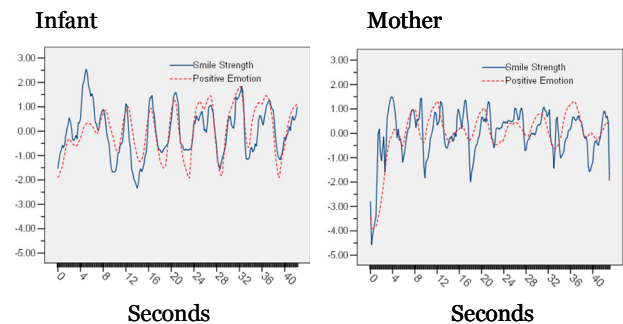 Infant
Mother
3.00
2.00
1.00
0.00
-1.00
-2.00
-3.00
-4.00
-5.00
Smile Strength
Positive Emotion
0 4 8 12 16 20 24 28 32 36 40
Seconds
3.00
2.00
1.00
0.00
-1.00
-2.00
-3.00
-4.00
-5.00
Smile Strength
Positive Emotion
0 4 8 12 16 20 24 28 32 36 40
Seconds